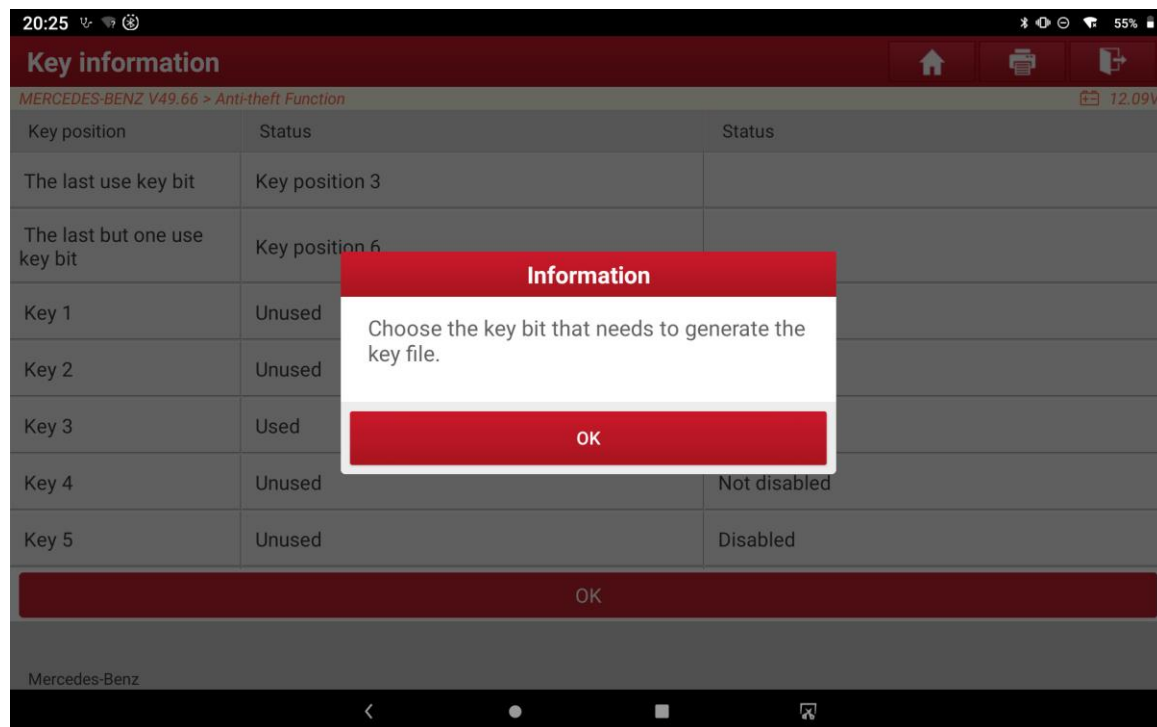 20:25
55%
Key information
MERCEDES-BENZ V49.66 > Anti-theft Function
12.09V
Key position Status Status
The last use key bit Key position 3
The last but one use
key bit
Key position 6
Information
Choose the key bit that needs to generate the
key file.
OK
Key 1 Unused
Key 2 Unused
Key 3 Used
Key 4 Unused Not disabled
Key 5 Unused Disabled
OK
Mercedes-Benz